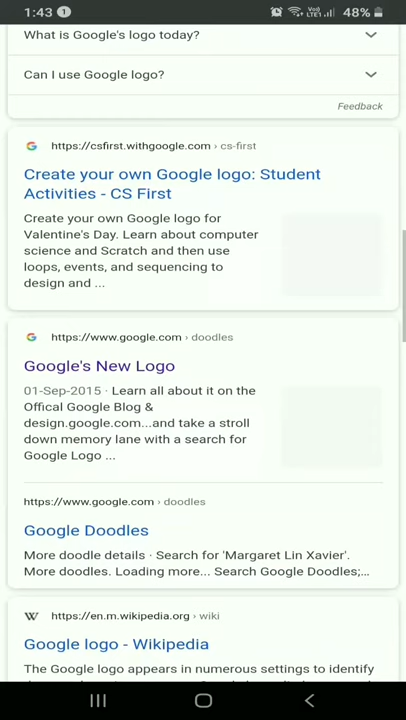 1:43 1 Vo) LTE1 48%
What is Google's logo today?
Can I use Google logo?
Feedback
https://csfirst.withgoogle.com › cs-first
Create your own Google logo: Student
Activities - CS First
Create your own Google logo for
Valentine's Day. Learn about computer
science and Scratch and then use
loops, events, and sequencing to
design and ...
https://www.google.com › doodles
Google's New Logo
01-Sep-2015 · Learn all about it on the
Offical Google Blog &
design.google.com...and take a stroll
down memory lane with a search for
Google Logo ...
https://www.google.com › doodles
Google Doodles
More doodle details · Search for 'Margaret Lin Xavier'.
More doodles. Loading more... Search Google Doodles;...
W https://en.m.wikipedia.org › wiki
Google logo - Wikipedia
The Google logo appears in numerous settings to identify